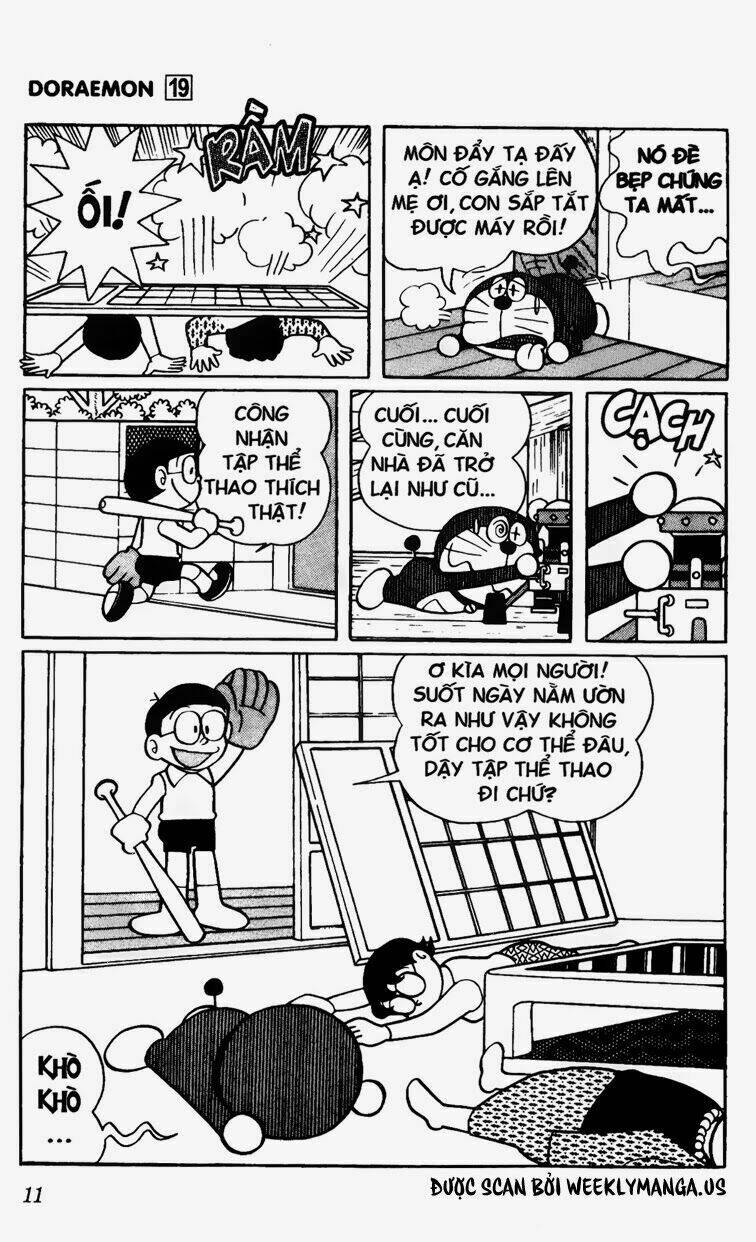 DORAEMON 19
RẦM
ỐI!
MÔN ĐẨY TẠ ĐẤY
Ạ! CỐ GẮNG LÊN
MẸ ƠI, CON SẮP TẮT
ĐƯỢC MÁY RỒI!
NÓ ĐÈ
BẸP CHÚNG
TA MẤT...
CÔNG
NHẬN
TẬP THỂ
THAO THÍCH
THẬT!
CUỐI... CUỐI
CÙNG, CĂN
NHÀ ĐÃ TRỞ
LẠI NHƯ CŨ...
CẠCH
Ơ KÌA MỌI NGƯỜI!
SUỐT NGÀY NẰM ƯỜN
RA NHƯ VẬY KHÔNG
TỐT CHO CƠ THỂ ĐÂU,
DẬY TẬP THỂ THAO
ĐI CHỨ?
KHÒ
KHÒ
...
11
ĐƯỢC SCAN BỞI WEEKLYMANGA.US